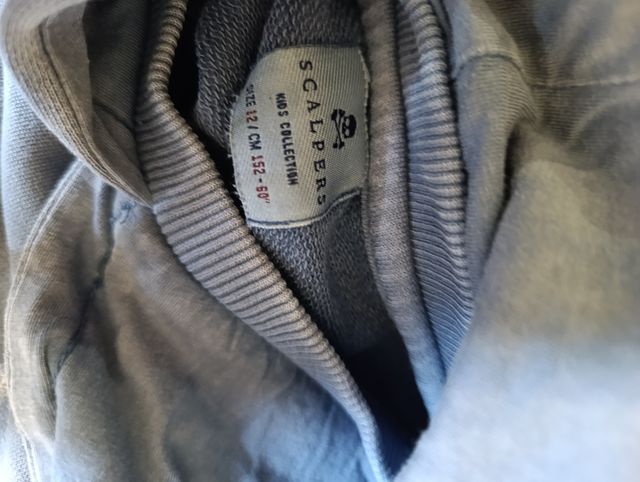 SCALPERS
KIDS COLLECTION
SIZE 12 / CM 152 - 60"